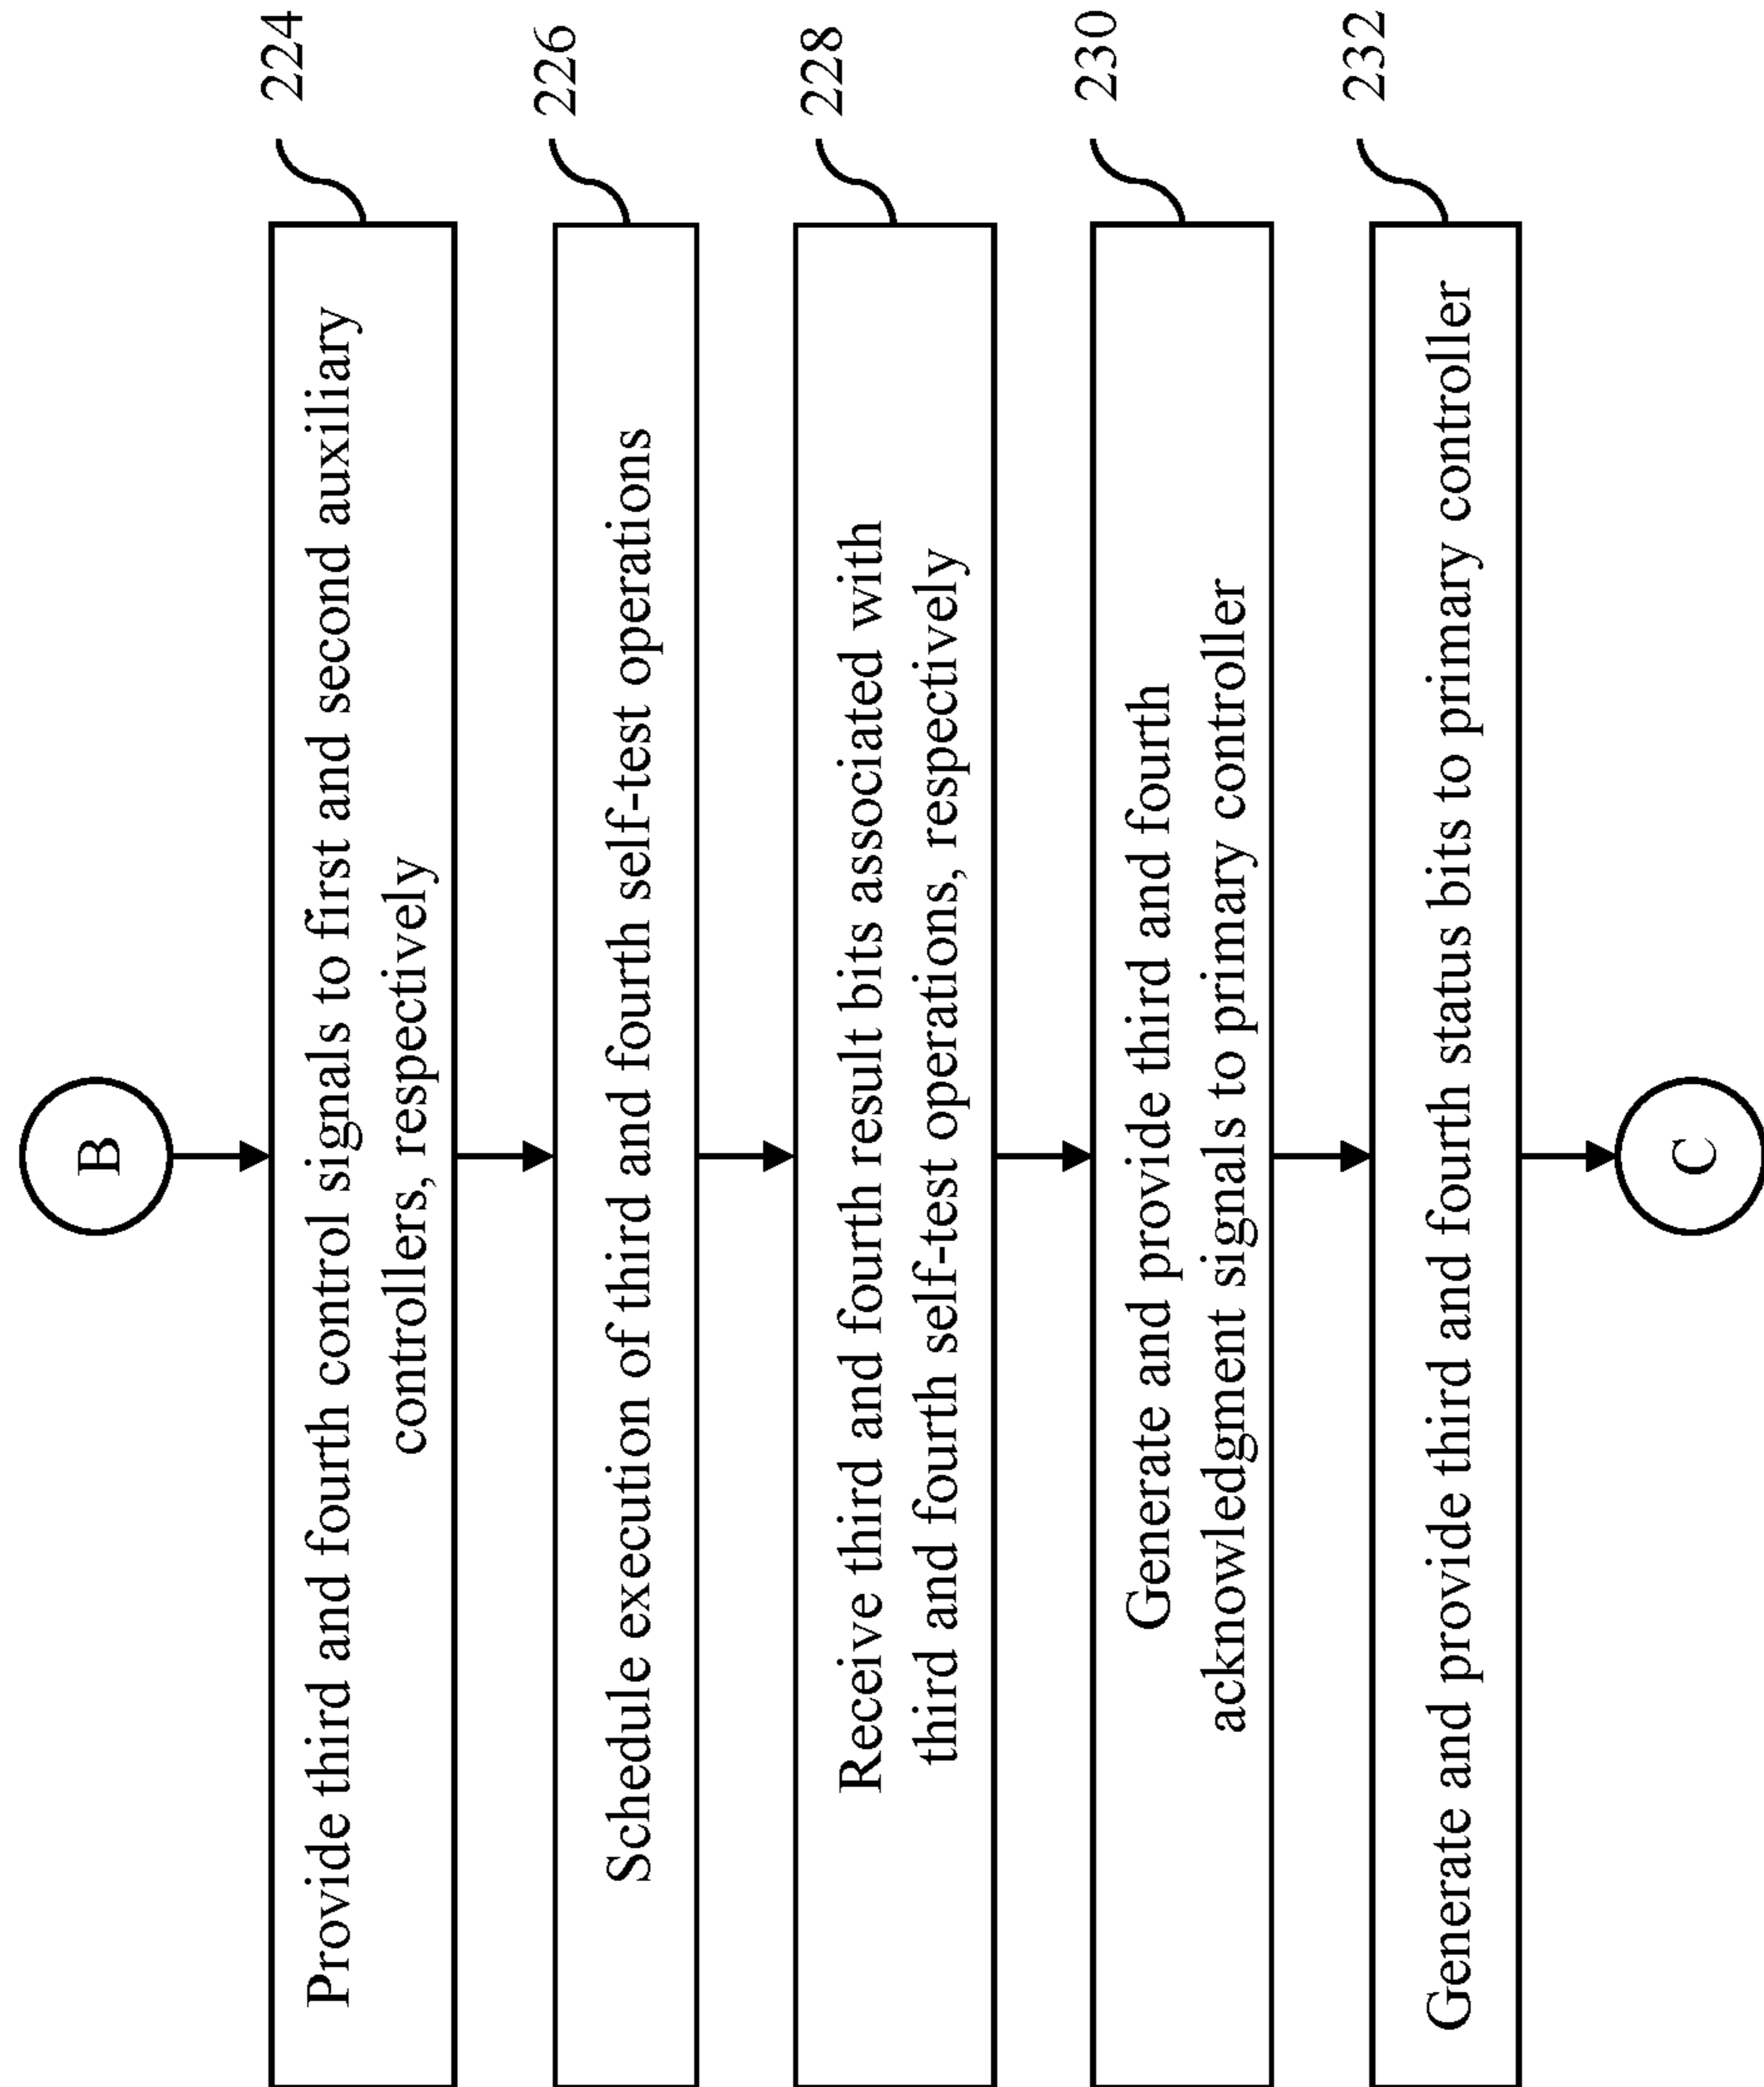 B
Provide third and fourth control signals to first and second auxiliary
controllers, respectively
224
Schedule execution of third and fourth self-test operations
226
Receive third and fourth result bits associated with
third and fourth self-test operations, respectively
228
Generate and provide third and fourth
acknowledgment signals to primary controller
230
Generate and provide third and fourth status bits to primary controller
232
C